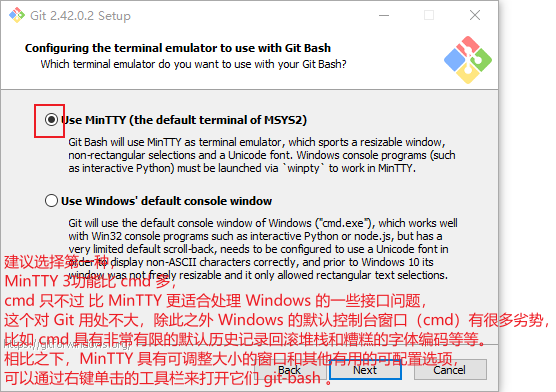 Git 2.42.0.2 Setup
Configuring the terminal emulator to use with Git Bash
Which terminal emulator do you want to use with your Git Bash?
Use MinTTY (the default terminal of MSYS2)
Git Bash will use MinTTY as terminal emulator, which sports a resizable window,
non-rectangular selections and a Unicode font. Windows console programs (such
as interactive Python) must be launched via `winpty` to work in MinTTY.
Use Windows' default console window
Git will use the default console window of Windows ("cmd.exe"), which works well
with Win32 console programs such as interactive Python or node.js, but has a
very limited default scroll-back, needs to be configured to use a Unicode font in
order to display non-ASCII characters correctly, and prior to Windows 10 its
window was not freely resizable and it only allowed rectangular text selections.
建议选择第一种,
MinTTY 3功能比 cmd 多,
cmd 只不过 比 MinTTY 更适合处理 Windows 的一些接口问题,
这个对 Git 用处不大，除此之外 Windows 的默认控制台窗口（cmd）有很多劣势，
比如 cmd 具有非常有限的默认历史记录回滚堆栈和糟糕的字体编码等等。
相比之下，MinTTY 具有可调整大小的窗口和其他有用的可配置选项，
可以通过右键单击的工具栏来打开它们 git-bash 。
Back
Next
Cancel